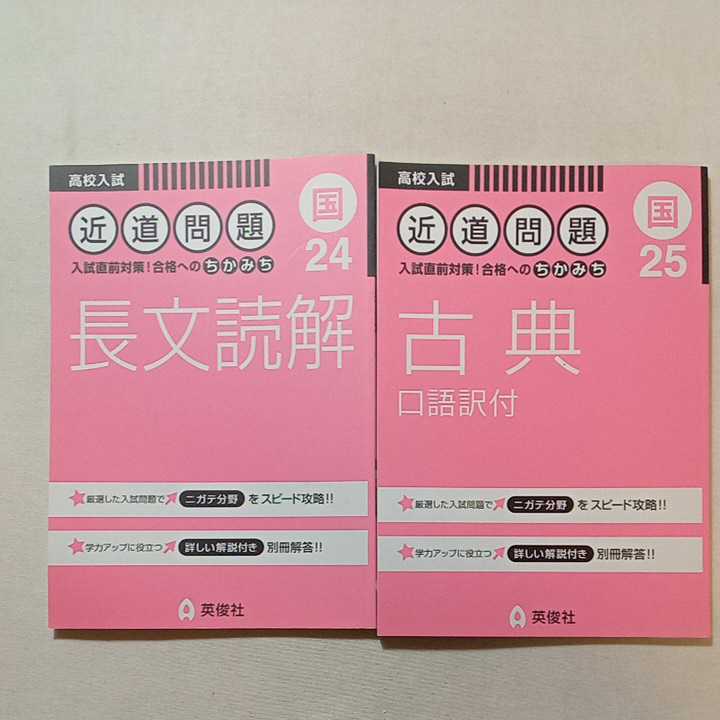 高校入試
近道問題
国
24
入試直前対策!合格へのちかみち
長文読解
厳選した入試問題でニガテ分野をスピード攻略!!
学力アップに役立つ詳しい解説付き別冊解答!!
英俊社
高校入試
近道問題
国
25
入試直前対策!合格へのちかみち
古典
口語訳付
厳選した入試問題でニガテ分野をスピード攻略!!
学力アップに役立つ詳しい解説付き別冊解答!!
英俊社